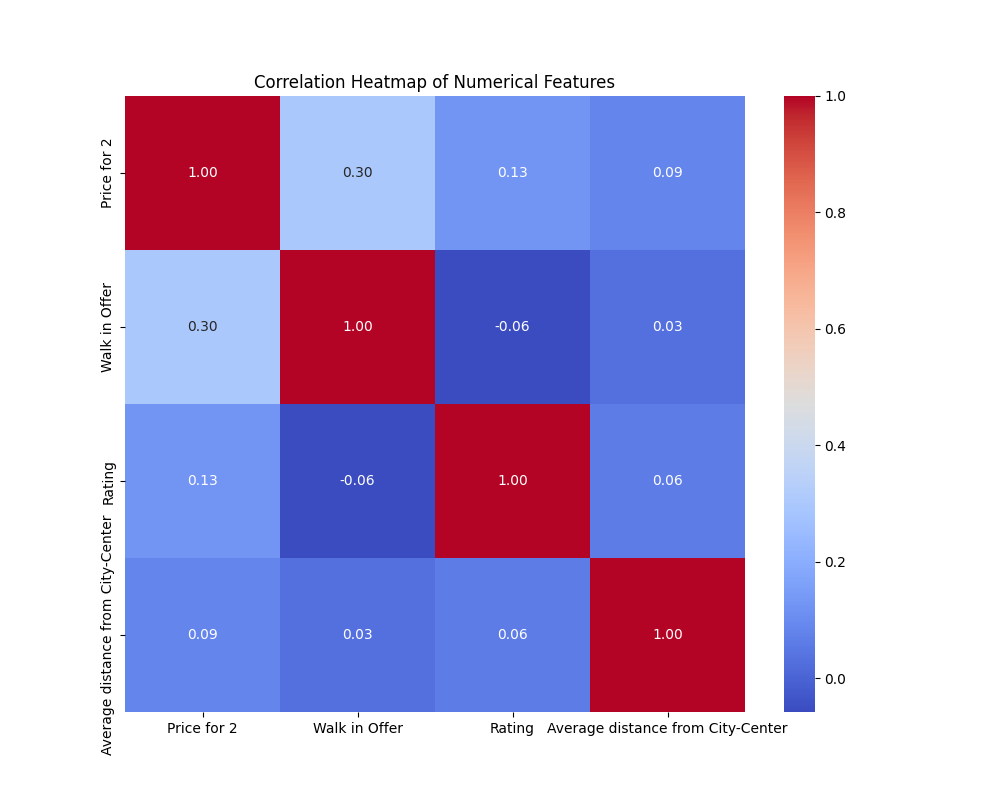 Correlation Heatmap of Numerical Features
Price for 2
Walk in Offer
Rating
Average distance from City-Center
1.00 0.30 0.13 0.09
0.30 1.00 -0.06 0.03
0.13 -0.06 1.00 0.06
0.09 0.03 0.06 1.00
Price for 2
Walk in Offer
Rating
Average distance from City-Center
1.0
0.8
0.6
0.4
0.2
0.0